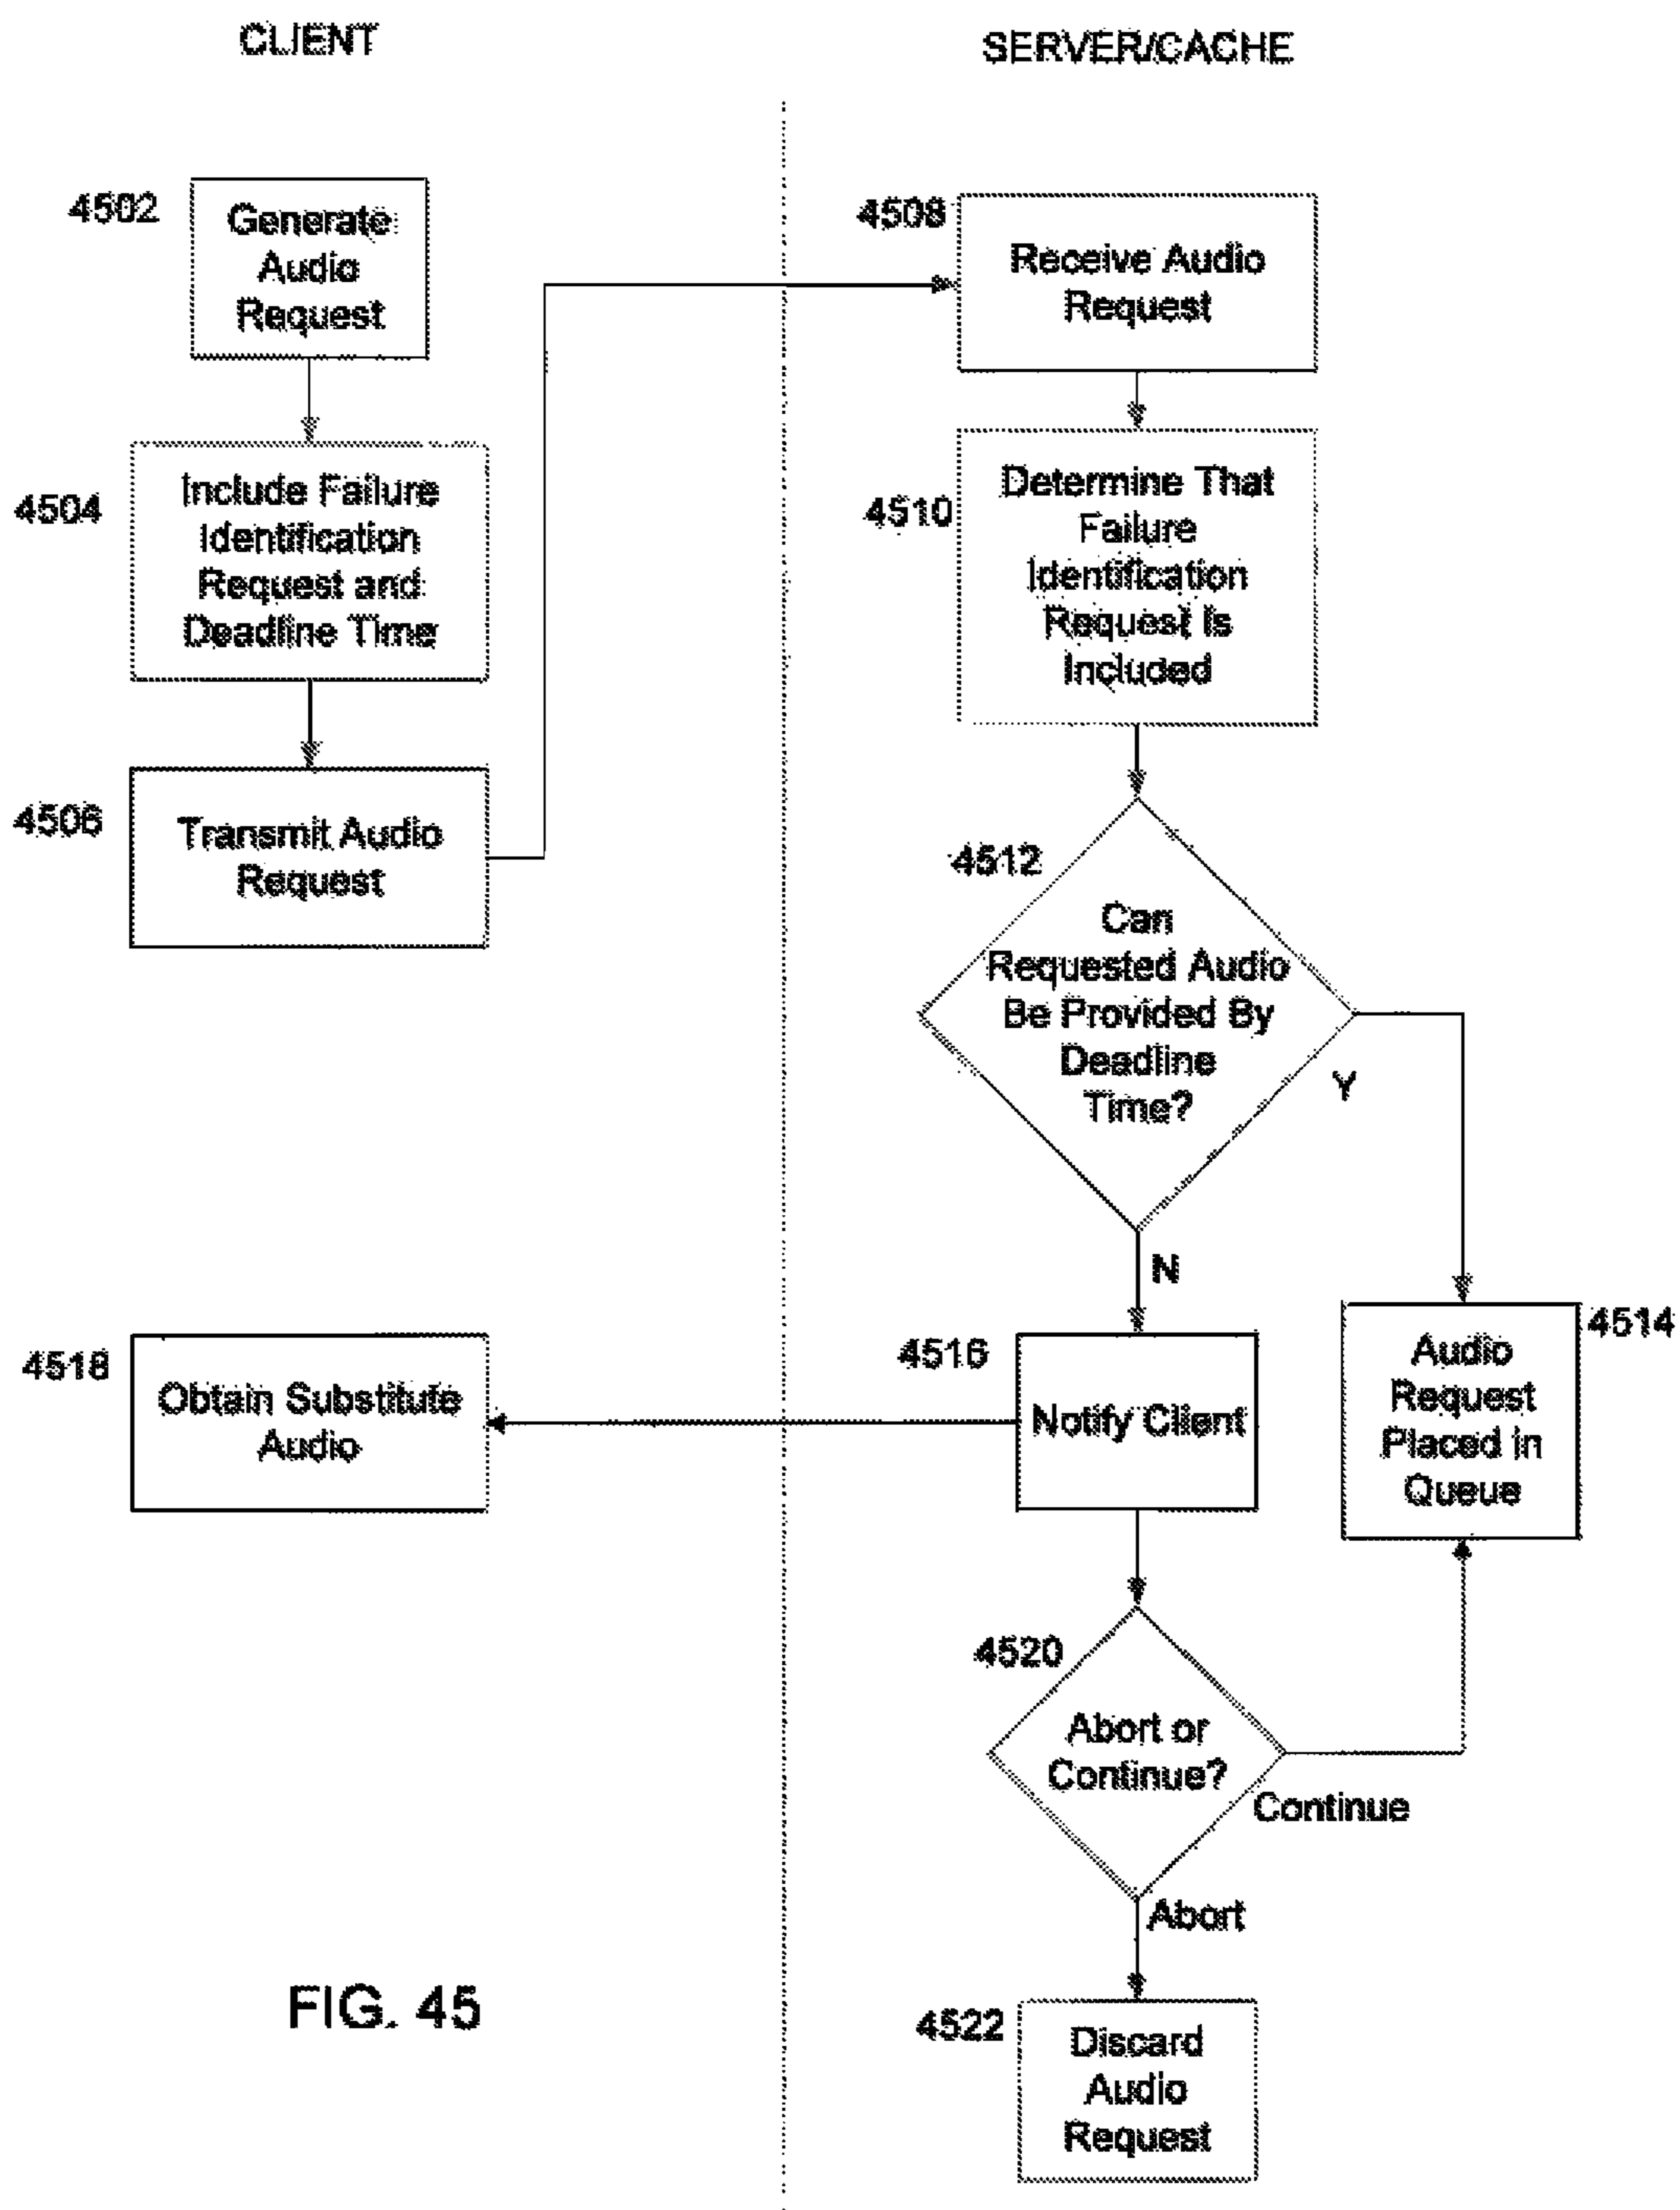 CLIENT
SERVER/CACHE
4502
Generate
Audio
Request
4504
Include Failure
Identification
Request and
Deadline Time
4506
Transmit Audio
Request
4508
Receive Audio
Request
4510
Determine That
Failure
Identification
Request Is
Included
4512
Can
Requested Audio
Be Provided By
Deadline
Time?
Y
N
4514
Audio
Request
Placed in
Queue
4516
Notify Client
4518
Obtain Substitute
Audio
4520
Abort or
Continue?
Continue
Abort
4522
Discard
Audio
Request
FIG. 45